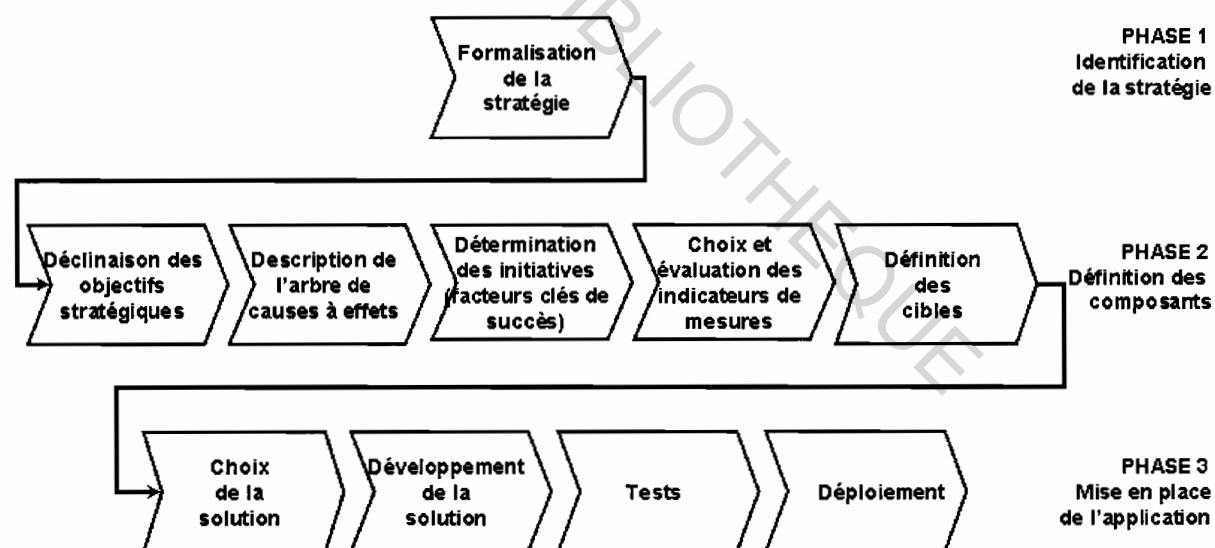 Formalisation
de la
stratégie
PHASE 1
Identification
de la stratégie
Déclinaison des
objectifs
stratégiques
Description de
l'arbre de
causes à effets
Détermination
des initiatives
(facteurs clés de
succès)
Choix et
évaluation des
indicateurs de
mesures
Définition
des
cibles
PHASE 2
Définition des
composants
Choix
de la
solution
Développement
de la
solution
Tests
Déploiement
PHASE 3
Mise en place
de l'application